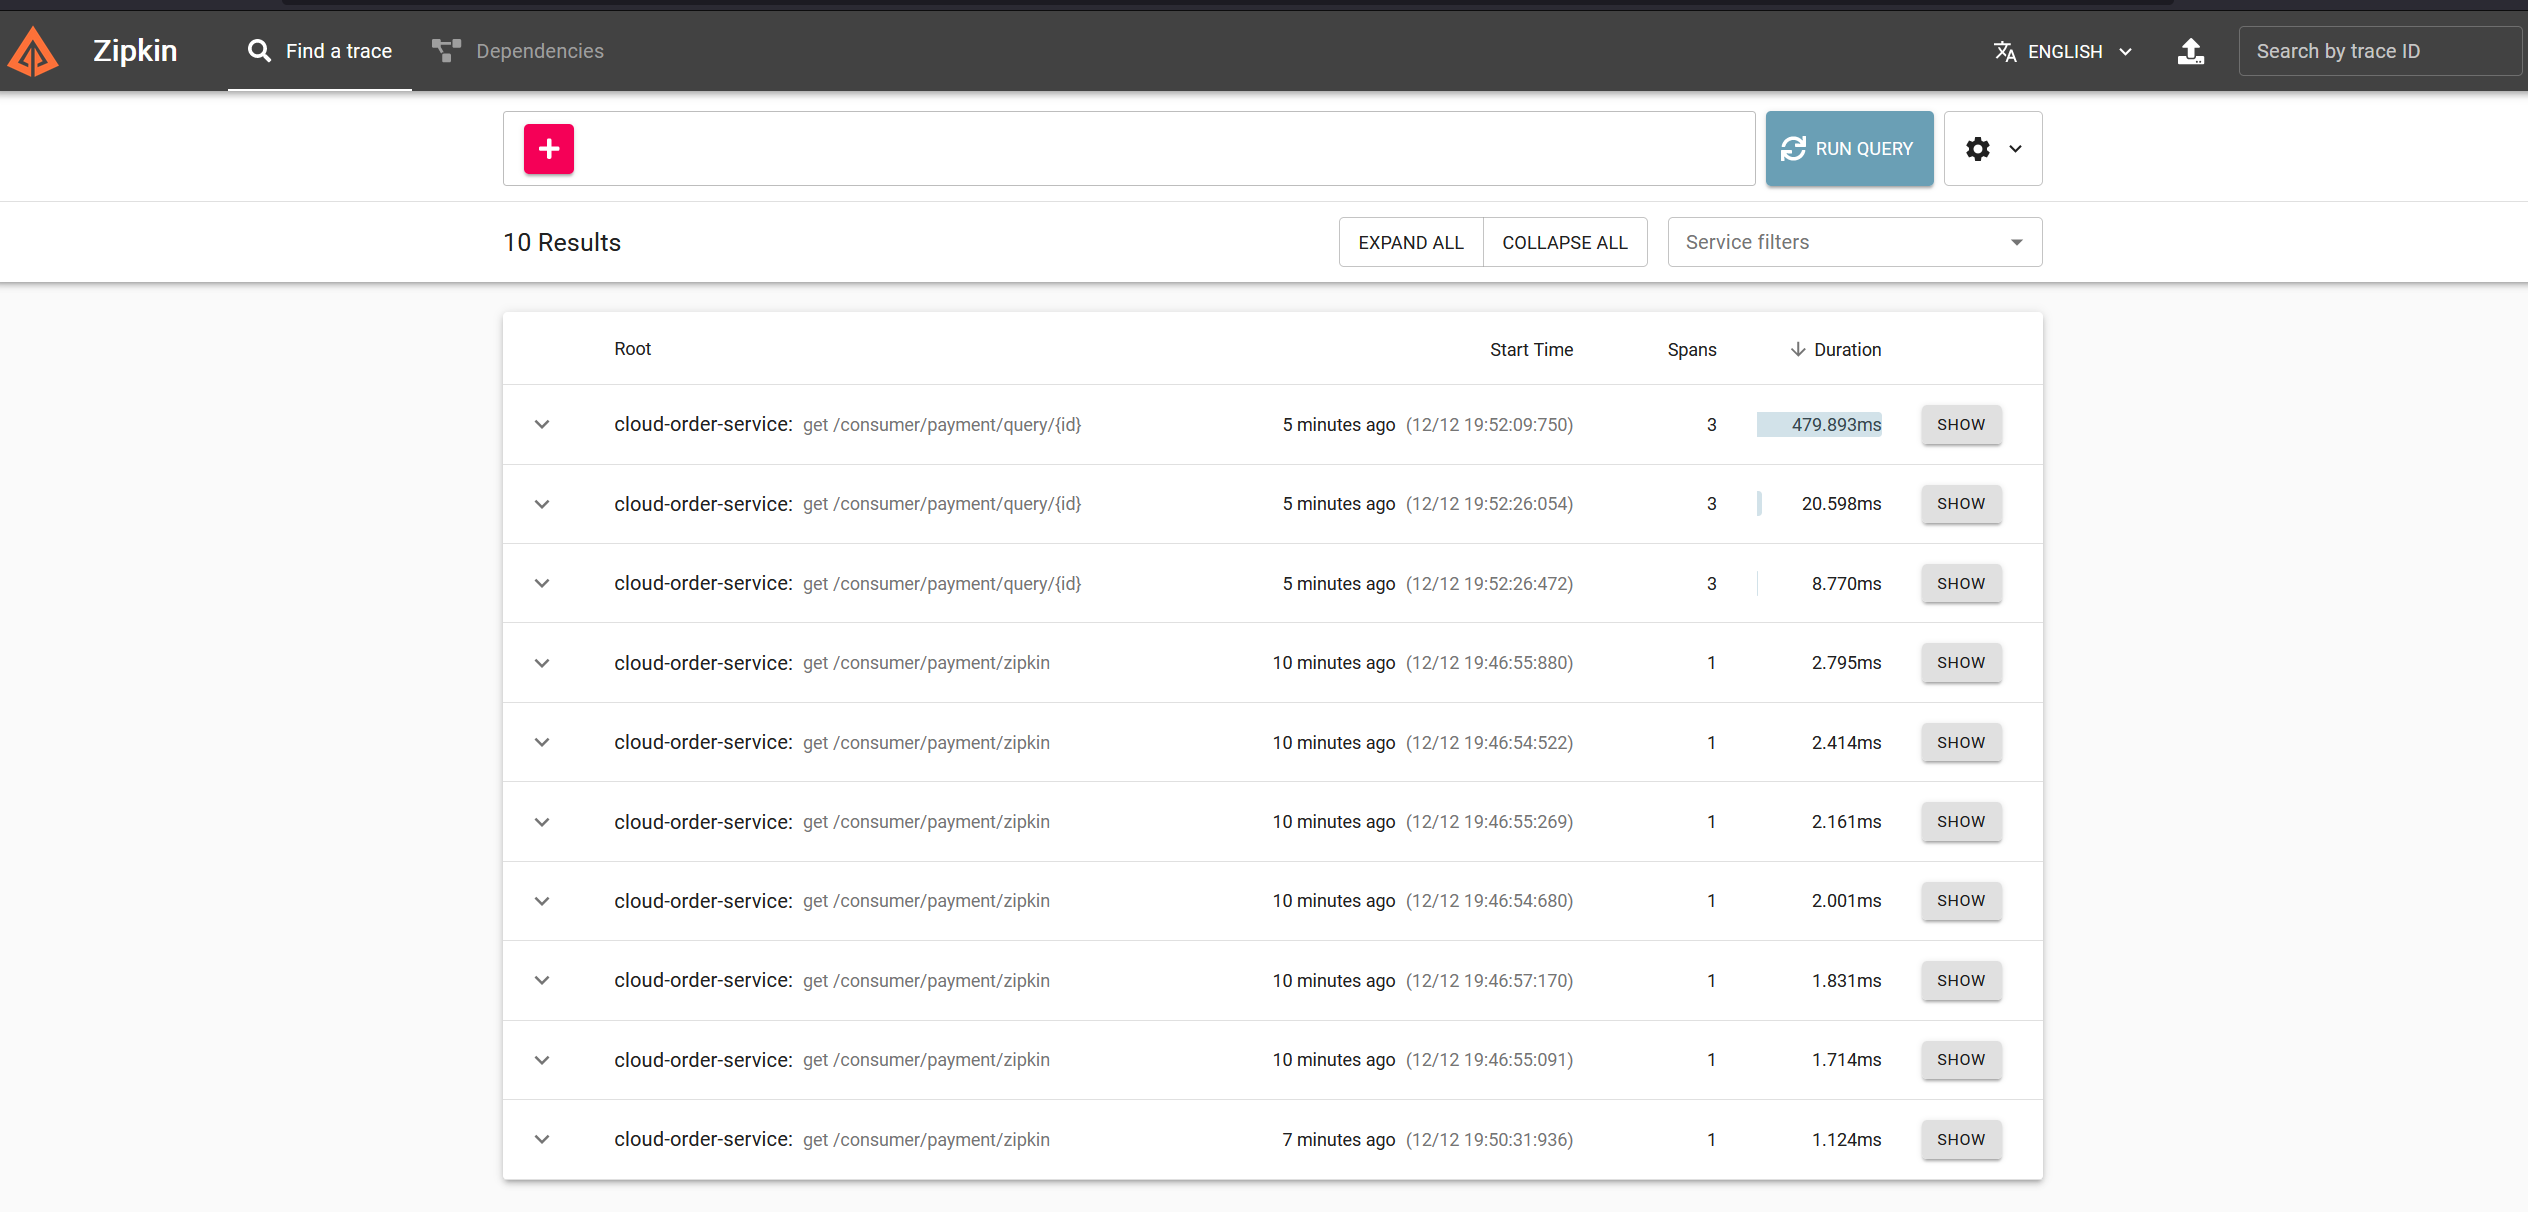 Zipkin Find a trace Dependencies ENGLISH Search by trace ID
RUN QUERY
10 Results EXPAND ALL COLLAPSE ALL Service filters
Root Start Time Spans Duration
cloud-order-service: get /consumer/payment/query/{id} 5 minutes ago (12/12 19:52:09:750) 3 479.893ms SHOW
cloud-order-service: get /consumer/payment/query/{id} 5 minutes ago (12/12 19:52:26:054) 3 20.598ms SHOW
cloud-order-service: get /consumer/payment/query/{id} 5 minutes ago (12/12 19:52:26:472) 3 8.770ms SHOW
cloud-order-service: get /consumer/payment/zipkin 10 minutes ago (12/12 19:46:55:880) 1 2.795ms SHOW
cloud-order-service: get /consumer/payment/zipkin 10 minutes ago (12/12 19:46:54:522) 1 2.414ms SHOW
cloud-order-service: get /consumer/payment/zipkin 10 minutes ago (12/12 19:46:55:269) 1 2.161ms SHOW
cloud-order-service: get /consumer/payment/zipkin 10 minutes ago (12/12 19:46:54:680) 1 2.001ms SHOW
cloud-order-service: get /consumer/payment/zipkin 10 minutes ago (12/12 19:46:57:170) 1 1.831ms SHOW
cloud-order-service: get /consumer/payment/zipkin 10 minutes ago (12/12 19:46:55:091) 1 1.714ms SHOW
cloud-order-service: get /consumer/payment/zipkin 7 minutes ago (12/12 19:50:31:936) 1 1.124ms SHOW